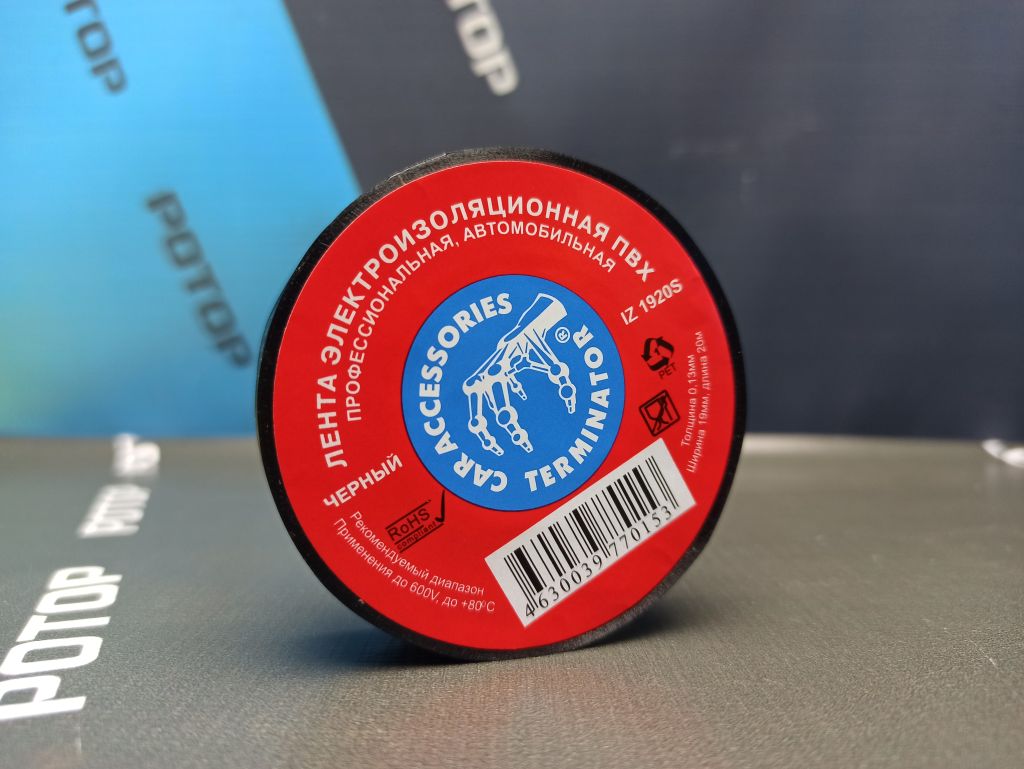 РОТОР
РОТОР
РОТОР
ЛЕНТА ЭЛЕКТРОИЗОЛЯЦИОННАЯ ПВХ
ПРОФЕССИОНАЛЬНАЯ, АВТОМОБИЛЬНАЯ
IZ 1920S
CAR ACCESSORIES
TERMINATOR®
PET
Толщина 0,13мм
Ширина 19мм, длина 20м
ЧЕРНЫЙ
RoHS
compliant
Рекомендуемый диапазон
Применения до 600V, до +80°C
4630039770153
РОТОР
РОТОР